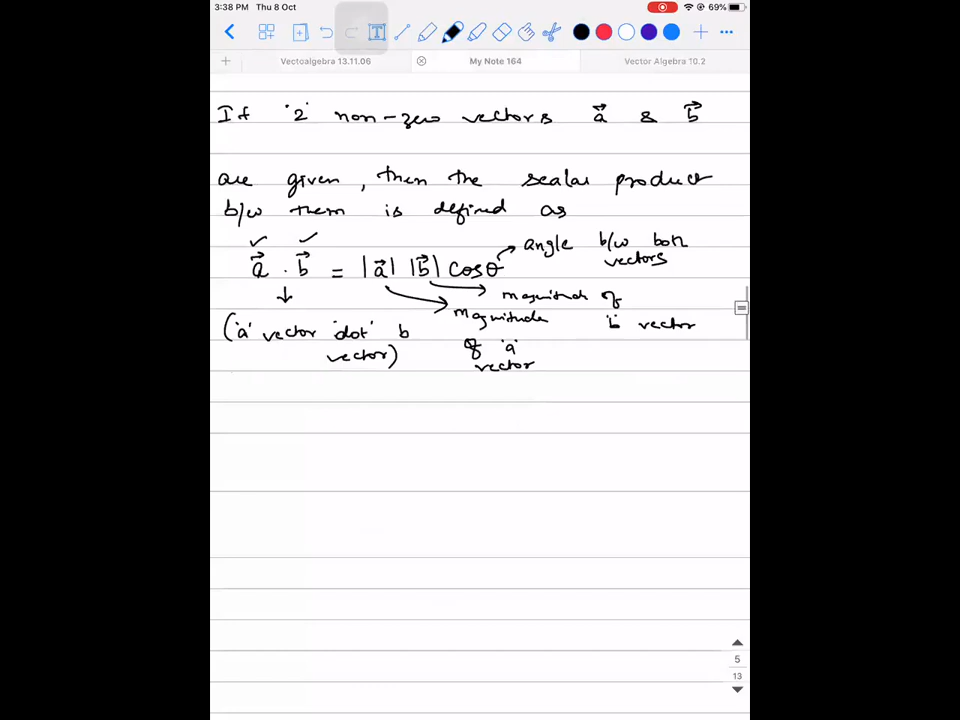 3:38 PM Thu 8 Oct 69%
Vectoalgebra 13.11.06 My Note 164 Vector Algebra 10.2
If '2' non-zero vectors a⃗ & b⃗
are given, then the scalar product
b/w them is defined as
a⃗ . b⃗ = |a⃗| |b⃗| cosθ
angle b/w both
vectors
magnitude of
'b' vector
magnitude
of 'a'
vector
('a' vector 'dot' b
vector)
5
13